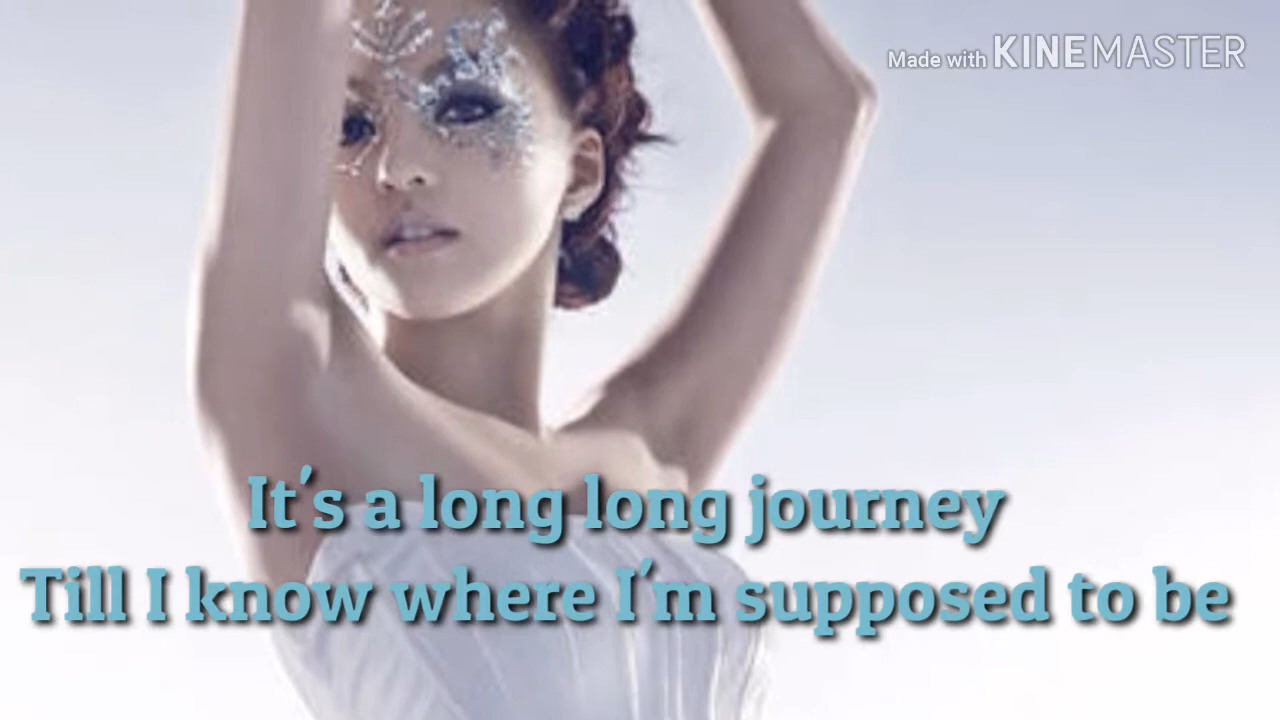 Made with KINEMASTER
It's a long long journey
Till I know where I'm supposed to be